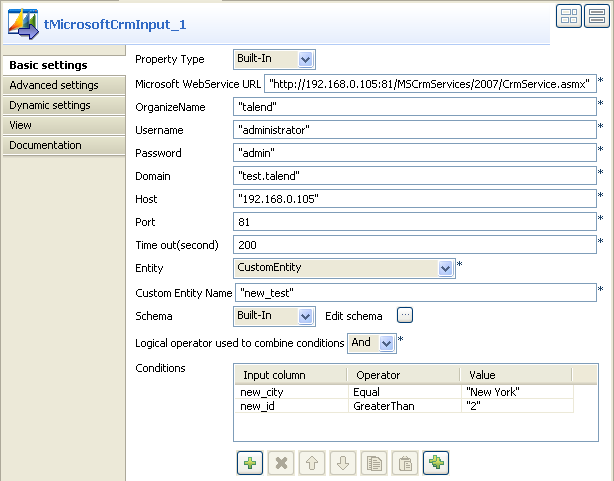 tMicrosoftCrmInput_1
Basic settings
Advanced settings
Dynamic settings
View
Documentation
Property Type Built-In
Microsoft WebService URL "http://192.168.0.105:81/MSCrmServices/2007/CrmService.asmx" *
OrganizeName "talend" *
Username "administrator" *
Password "admin" *
Domain "test.talend" *
Host "192.168.0.105" *
Port 81 *
Time out(second) 200 *
Entity CustomEntity *
Custom Entity Name "new_test" *
Schema Built-In Edit schema ...
Logical operator used to combine conditions And *
Conditions
Input column Operator Value
new_city Equal "New York"
new_id GreaterThan "2"